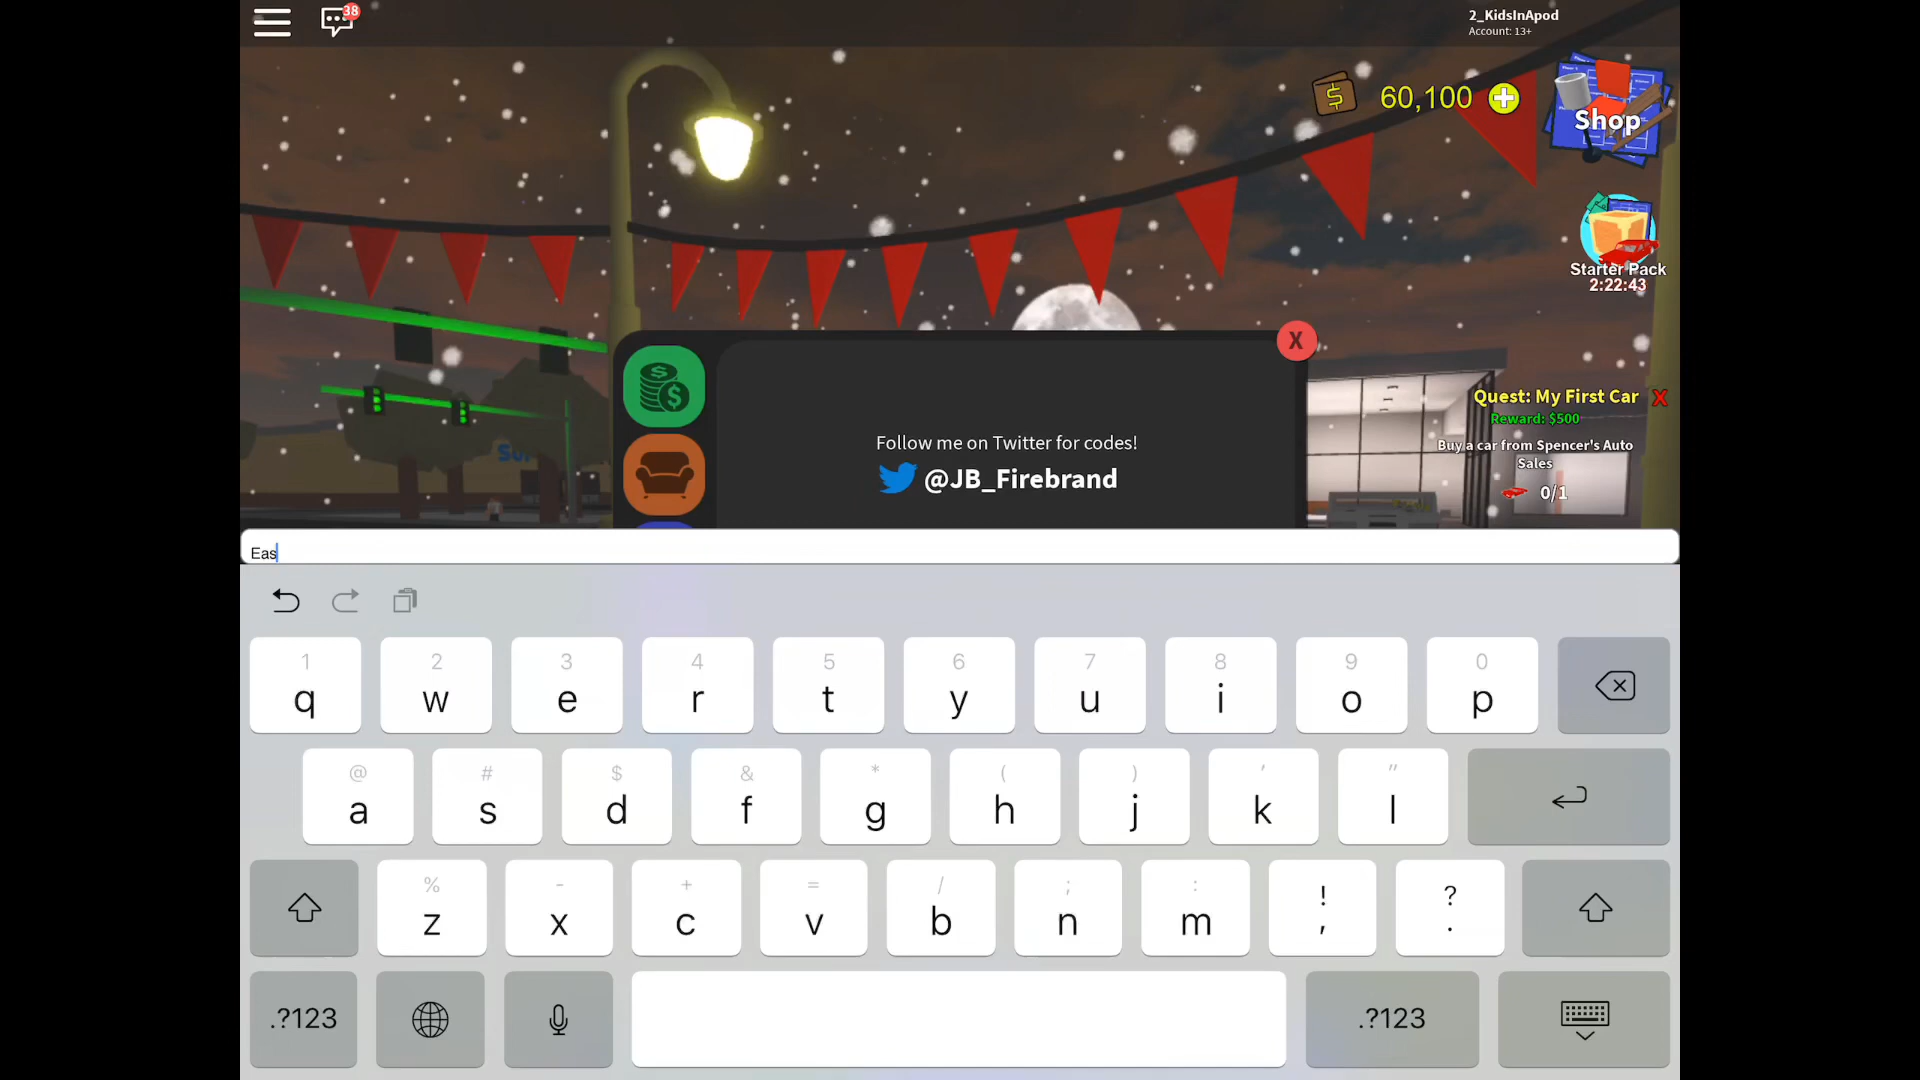 38
2_KidsInApod
Account: 13+
60,100
Shop
Starter Pack
2:22:43
X
Quest: My First Car X
Reward: $500
Buy a car from Spencer's Auto
Sales
0/1
Follow me on Twitter for codes!
@JB_Firebrand
Eas
1 2 3 4 5 6 7 8 9 0
q w e r t y u i o p
@ # $ & * ( ) ' "
a s d f g h j k l
% - + = / ; : ! ?
z x c v b n m , .
.?123 .?123